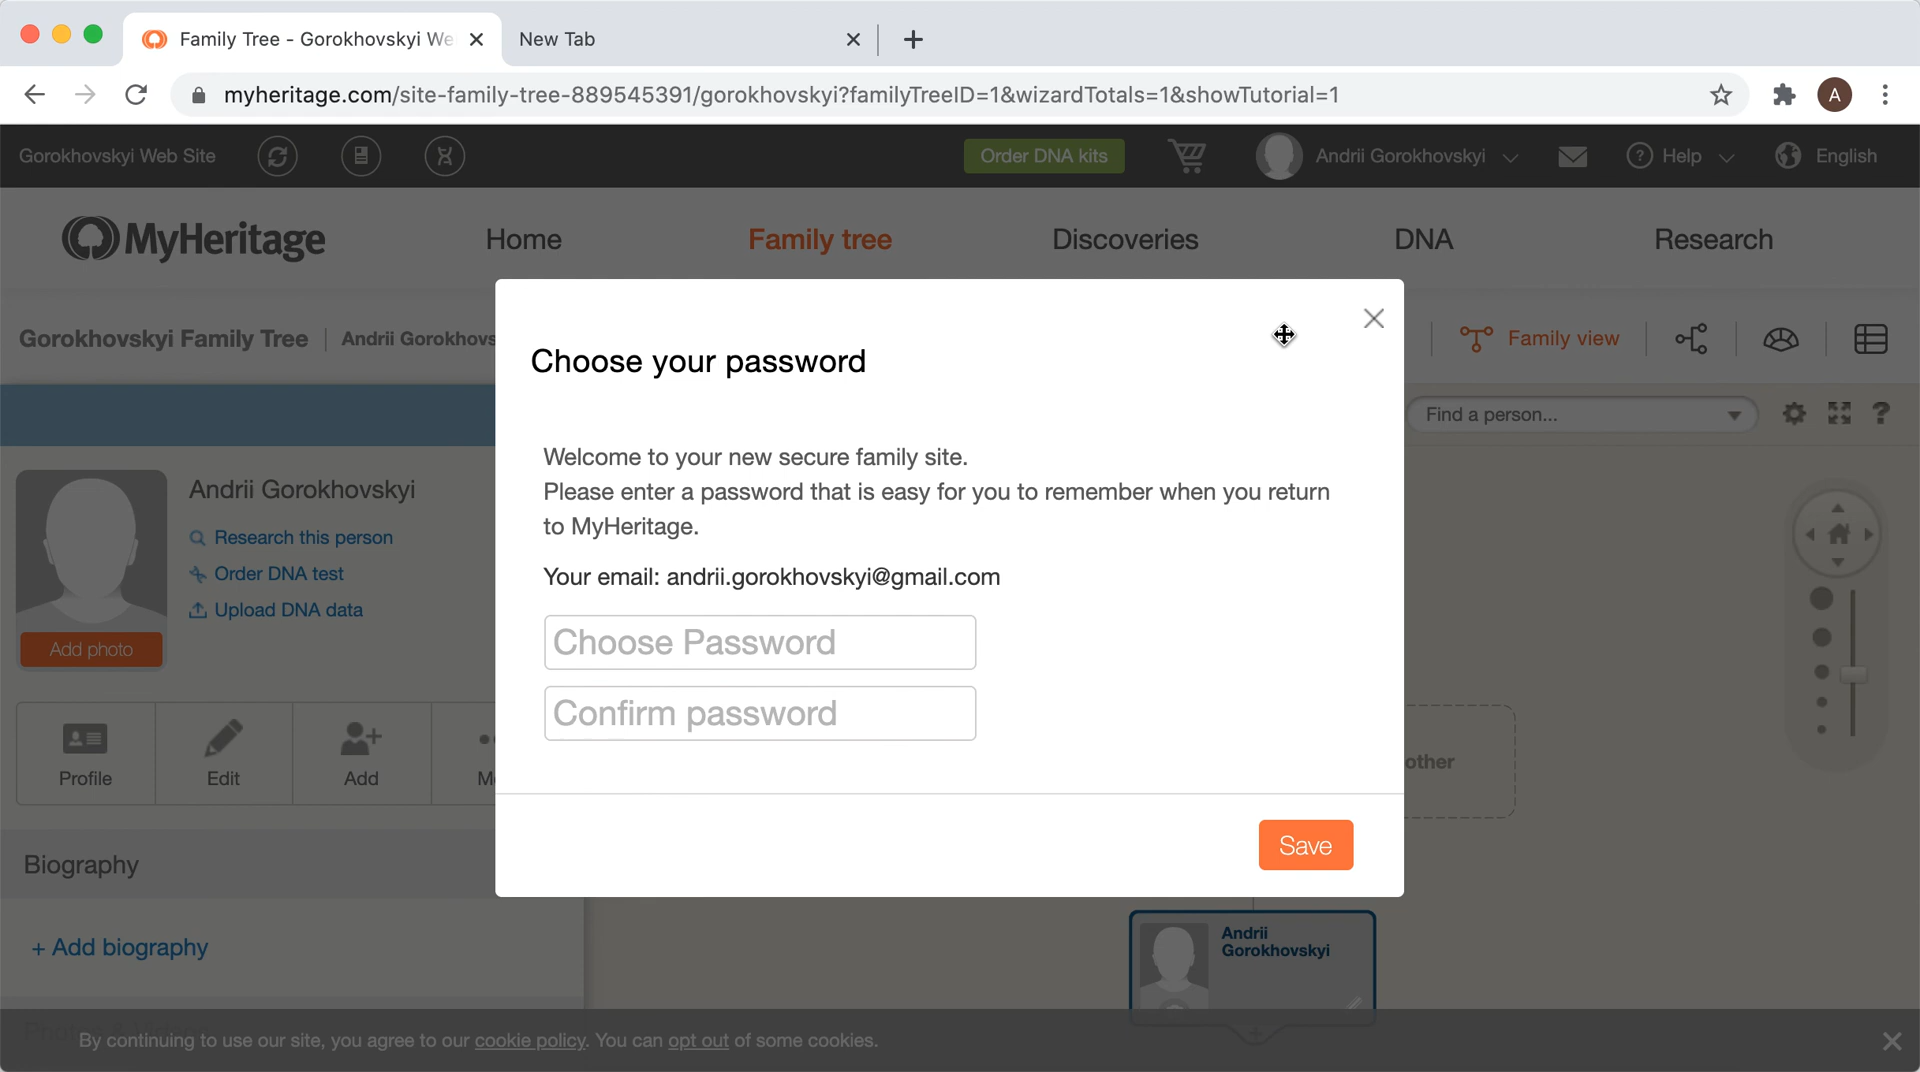 Family Tree - Gorokhovskyi We
New Tab
myheritage.com/site-family-tree-889545391/gorokhovskyi?familyTreeID=1&wizardTotals=1&showTutorial=1
A
Gorokhovskyi Web Site
Order DNA kits
Andrii Gorokhovskyi
Help
English
MyHeritage
Home
Family tree
Discoveries
DNA
Research
Gorokhovskyi Family Tree
Andrii Gorokhovs
Family view
Find a person...
Choose your password
Welcome to your new secure family site.
Please enter a password that is easy for you to remember when you return
to MyHeritage.
Your email: andrii.gorokhovskyi@gmail.com
Choose Password
Confirm password
Save
Andrii Gorokhovskyi
Research this person
Order DNA test
Upload DNA data
Add photo
Profile
Edit
Add
other
Biography
+ Add biography
Andrii
Gorokhovskyi
By continuing to use our site, you agree to our cookie policy. You can opt out of some cookies.